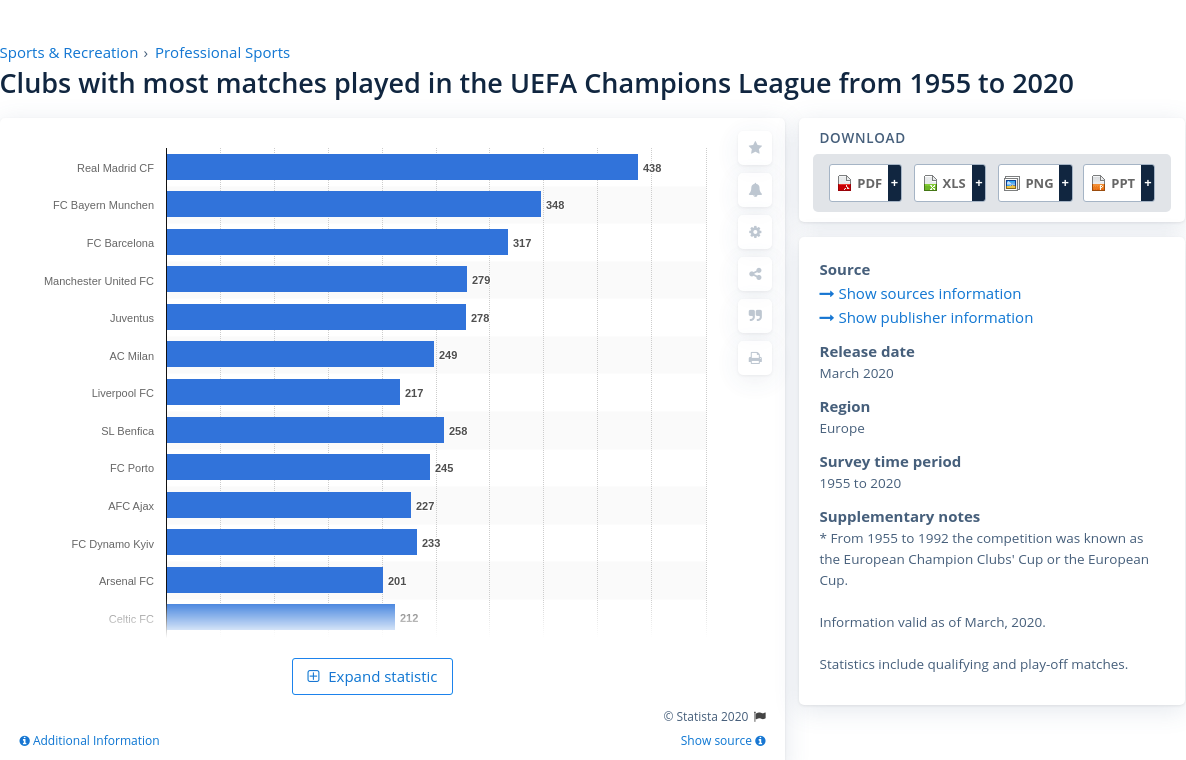 Sports & Recreation › Professional Sports
Clubs with most matches played in the UEFA Champions League from 1955 to 2020
Real Madrid CF 438
FC Bayern Munchen 348
FC Barcelona 317
Manchester United FC 279
Juventus 278
AC Milan 249
Liverpool FC 217
SL Benfica 258
FC Porto 245
AFC Ajax 227
FC Dynamo Kyiv 233
Arsenal FC 201
Celtic FC 212
Expand statistic
© Statista 2020
Additional Information
Show source
DOWNLOAD
PDF + XLS + PNG + PPT +
Source
Show sources information
Show publisher information
Release date
March 2020
Region
Europe
Survey time period
1955 to 2020
Supplementary notes
* From 1955 to 1992 the competition was known as
the European Champion Clubs' Cup or the European
Cup.
Information valid as of March, 2020.
Statistics include qualifying and play-off matches.